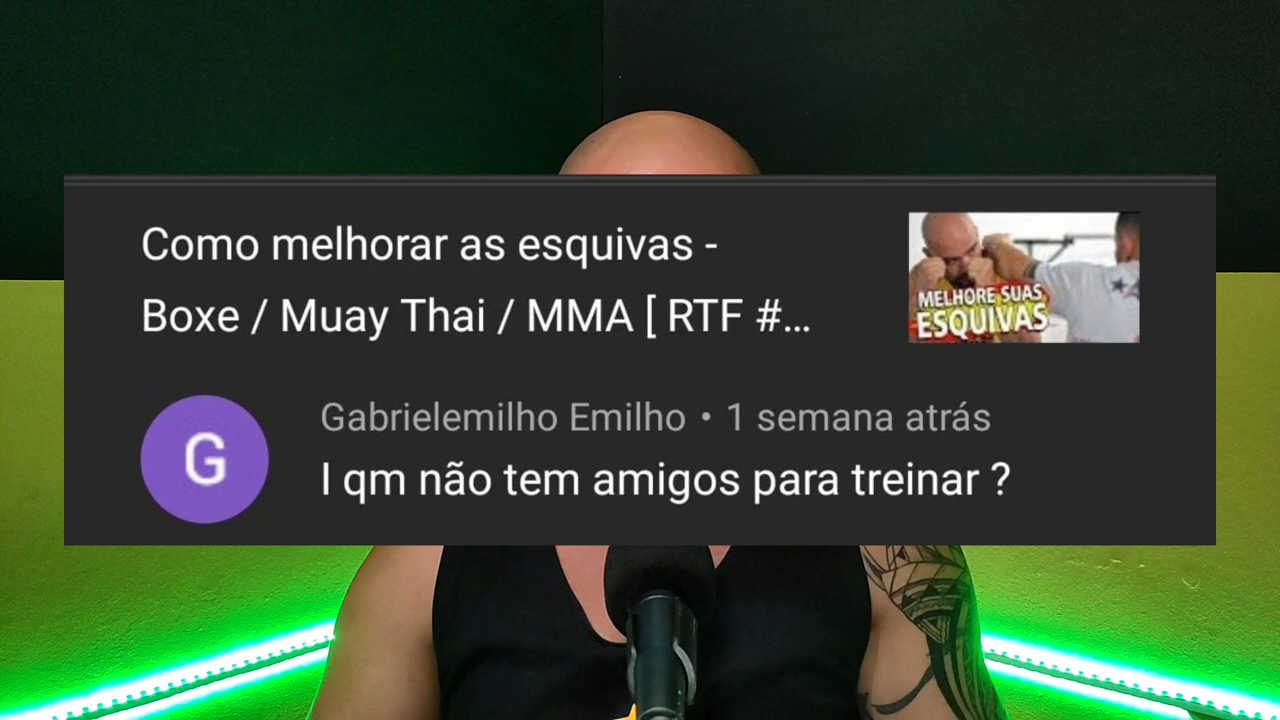 Como melhorar as esquivas -
Boxe / Muay Thai / MMA [ RTF #...
MELHORE SUAS
ESQUIVAS
G
Gabrielemilho Emilho • 1 semana atrás
I qm não tem amigos para treinar ?